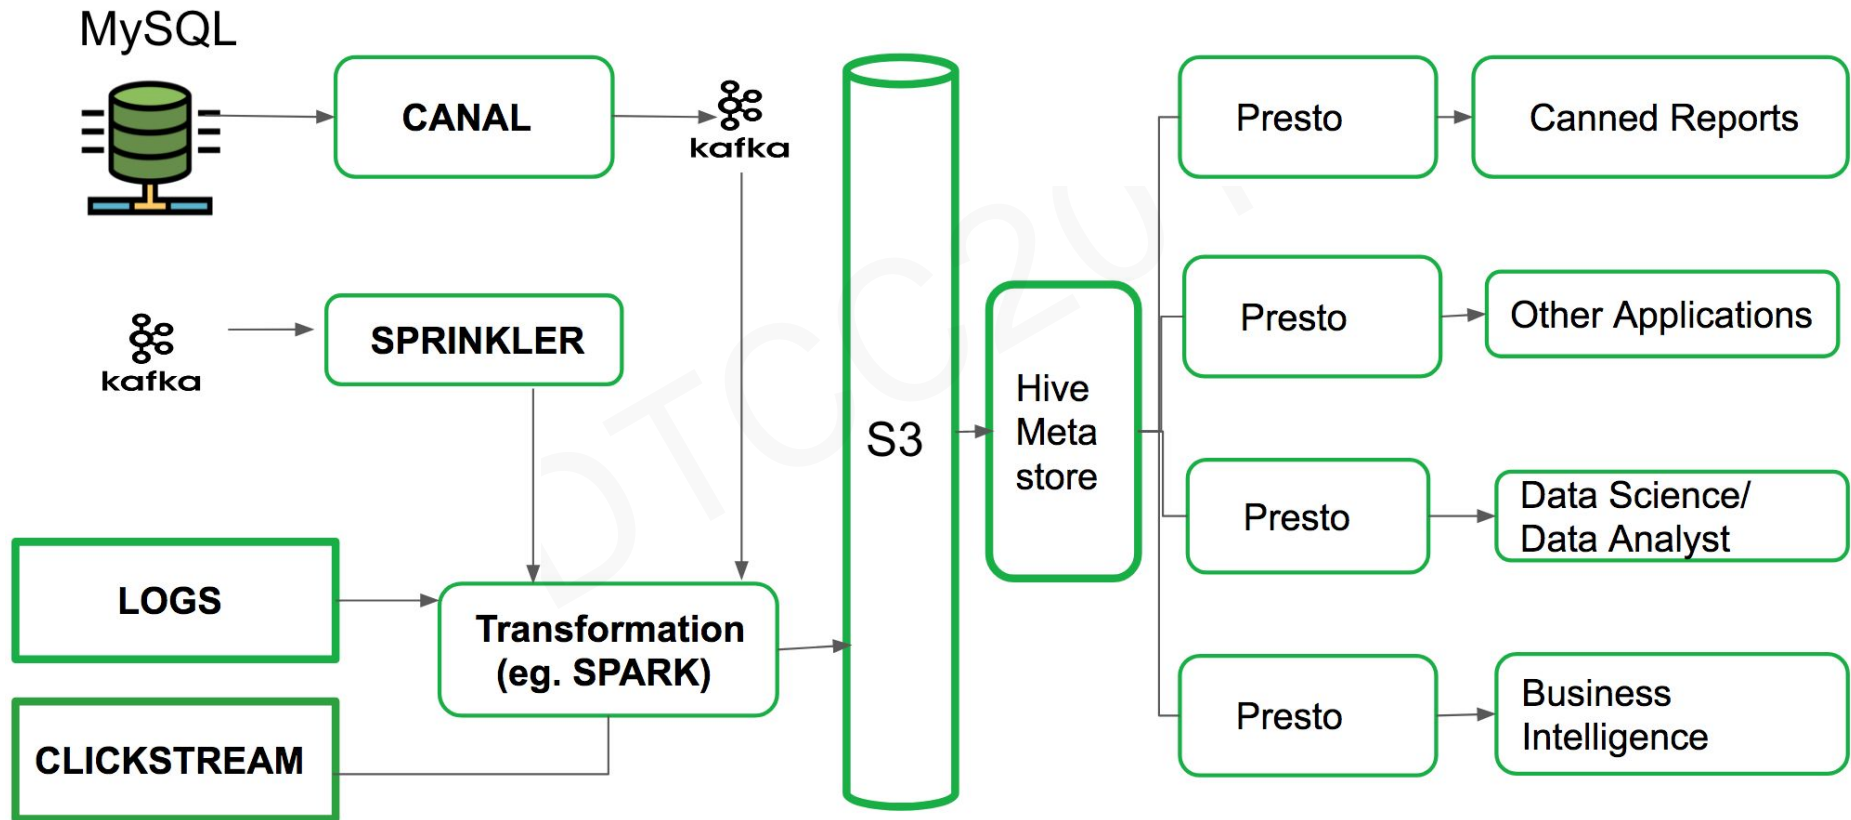 MySQL
CANAL
kafka
Presto
Canned Reports
kafka
SPRINKLER
Presto
Other Applications
S3
Hive
Meta
store
Presto
Data Science/
Data Analyst
LOGS
Transformation
(eg. SPARK)
CLICKSTREAM
Presto
Business
Intelligence